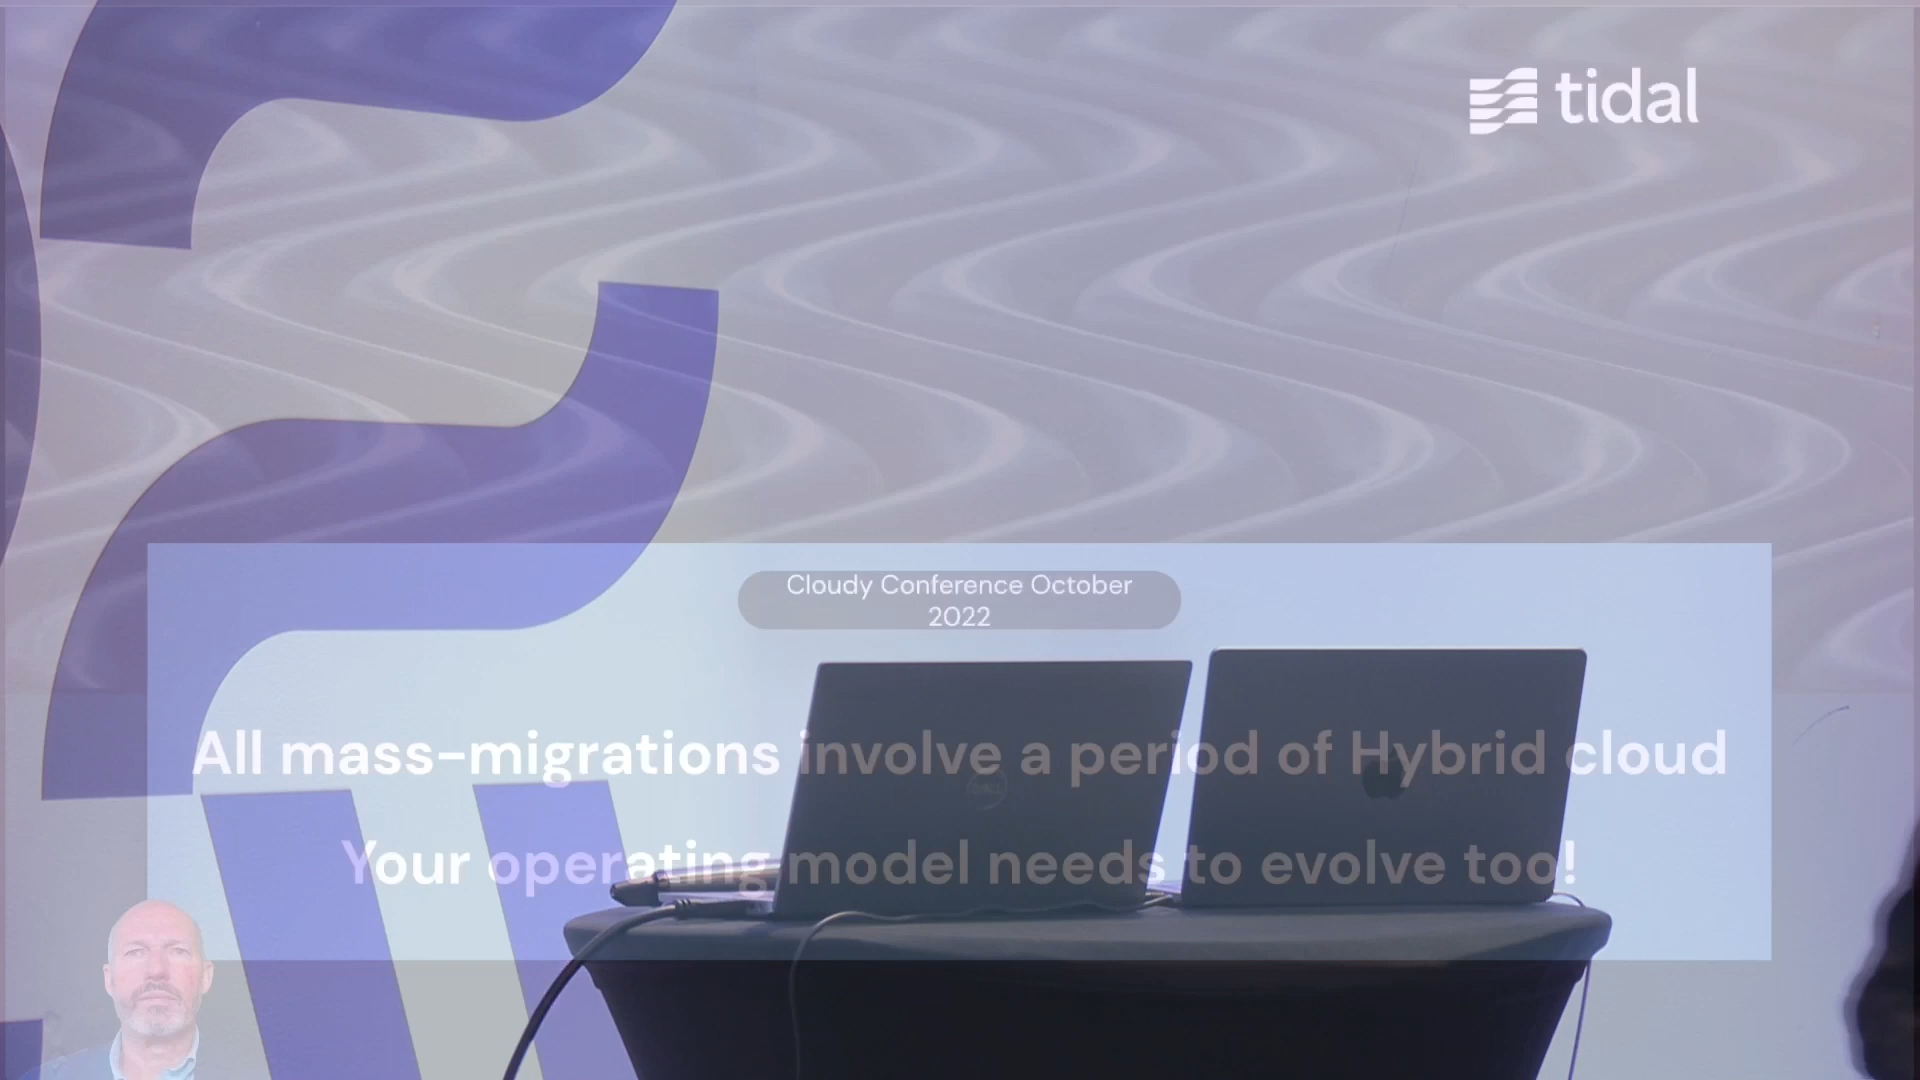 tidal
Cloudy Conference October
2022
All mass-migrations involve a period of Hybrid cloud
Your operating model needs to evolve too!
DELL